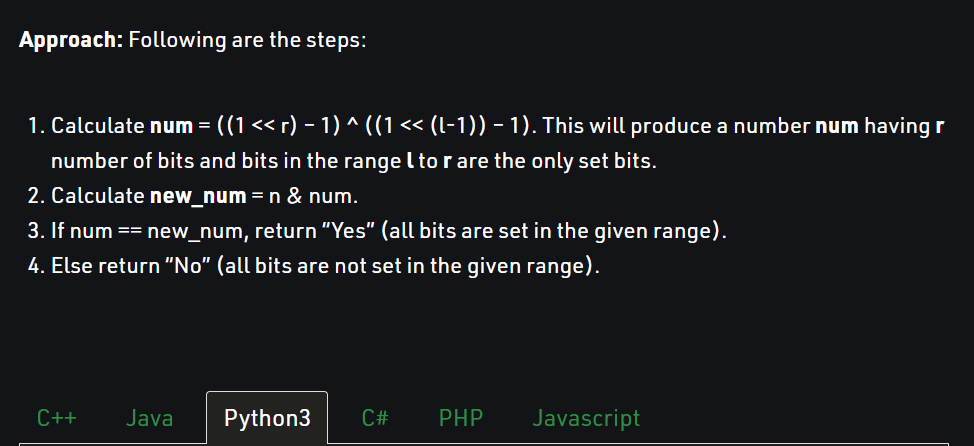 Approach: Following are the steps:
1. Calculate num = ((1 << r) – 1) ^ ((1 << (l-1)) – 1). This will produce a number num having r
number of bits and bits in the range l to r are the only set bits.
2. Calculate new_num = n & num.
3. If num == new_num, return “Yes” (all bits are set in the given range).
4. Else return “No” (all bits are not set in the given range).
C++ Java Python3 C# PHP Javascript